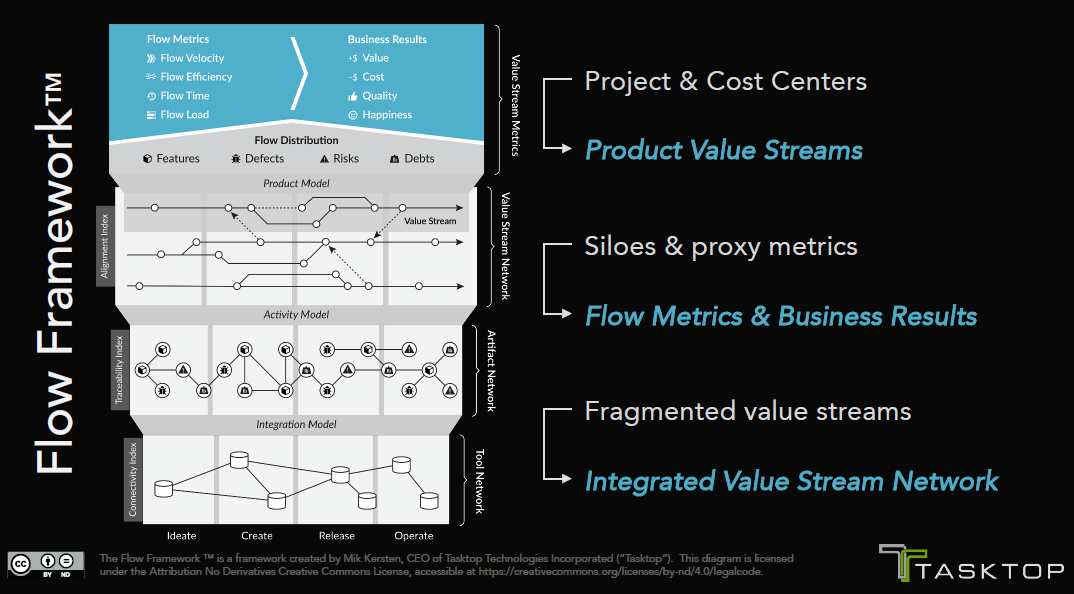 Flow Framework™
Flow Metrics
Flow Velocity
Flow Efficiency
Flow Time
Flow Load
Business Results
+$ Value
-$ Cost
Quality
Happiness
Flow Distribution
Features
Defects
Risks
Debts
Value Stream Metrics
Product Model
Alignment Index
Value Stream
Value Stream Network
Activity Model
Traceability Index
Artifact Network
Integration Model
Connectivity Index
Tool Network
Ideate
Create
Release
Operate
Project & Cost Centers
Product Value Streams
Siloes & proxy metrics
Flow Metrics & Business Results
Fragmented value streams
Integrated Value Stream Network
cc
BY ND
The Flow Framework ™ is a framework created by Mik Kersten, CEO of Tasktop Technologies Incorporated (“Tasktop”). This diagram is licensed
under the Attribution No Derivatives Creative Commons License, accessible at https://creativecommons.org/licenses/by-nd/4.0/legalcode.
TASKTOP